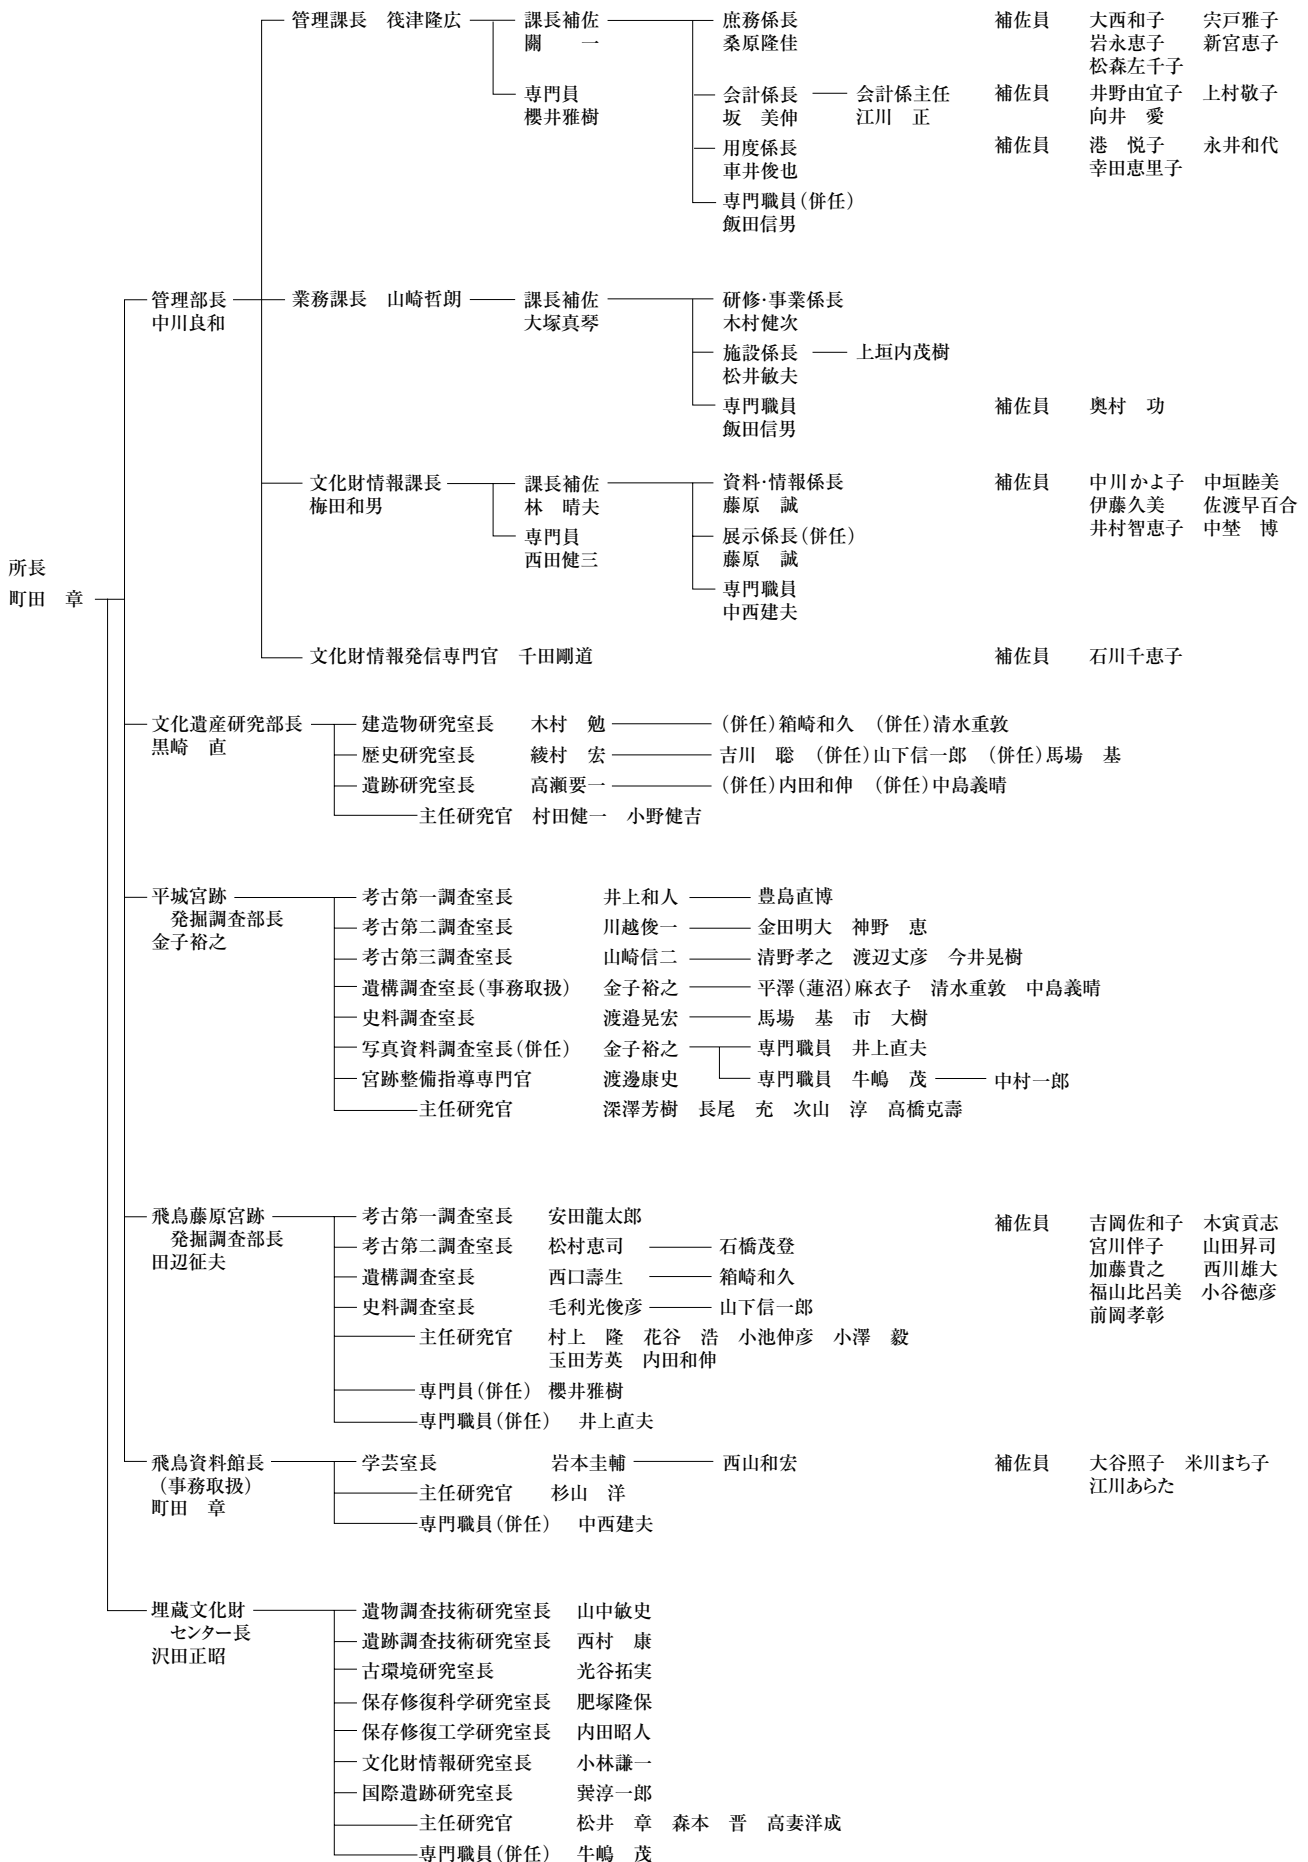 管理課長　筏津隆広　課長補佐　庶務係長　補佐員　大西和子　宍戸雅子
關　　一　桑原隆佳　岩永恵子　新宮恵子
松森左千子
専門員　会計係長　会計係主任　補佐員　井野由宜子　上村敬子
櫻井雅樹　坂　美伸　江川　正　向井　愛
用度係長　補佐員　港　悦子　永井和代
車井俊也　幸田恵里子
専門職員（併任）
飯田信男
管理部長　業務課長　山崎哲朗　課長補佐　研修・事業係長
中川良和　大塚真琴　木村健次
施設係長　上垣内茂樹
松井敏夫
専門職員　補佐員　奥村　功
飯田信男
文化財情報課長　課長補佐　資料・情報係長　補佐員　中川かよ子　中垣睦美
梅田和男　林　晴夫　藤原　誠　伊藤久美　佐渡早百合
専門員　展示係長（併任）　井村智恵子　中埜　博
西田健三　藤原　誠
所長
専門職員
町田　章
中西建夫
文化財情報発信専門官　千田剛道　補佐員　石川千恵子
文化遺産研究部長　建造物研究室長　木村　勉　（併任）箱崎和久　（併任）清水重敦
黒崎　直
歴史研究室長　綾村　宏　吉川　聡　（併任）山下信一郎　（併任）馬場　基
遺跡研究室長　高瀬要一　（併任）内田和伸　（併任）中島義晴
主任研究官　村田健一　小野健吉
平城宮跡　考古第一調査室長　井上和人　豊島直博
発掘調査部長　考古第二調査室長　川越俊一　金田明大　神野　恵
金子裕之
考古第三調査室長　山崎信二　清野孝之　渡辺丈彦　今井晃樹
遺構調査室長（事務取扱）　金子裕之　平澤（蓮沼）麻衣子　清水重敦　中島義晴
史料調査室長　渡邉晃宏　馬場　基　市　大樹
写真資料調査室長（併任）　金子裕之　専門職員　井上直夫
宮跡整備指導専門官　渡邊康史　専門職員　牛嶋　茂　中村一郎
主任研究官　深澤芳樹　長尾　充　次山　淳　高橋克壽
飛鳥藤原宮跡　考古第一調査室長　安田龍太郎　補佐員　吉岡佐和子　木寅貢志
発掘調査部長　考古第二調査室長　松村恵司　石橋茂登　宮川伴子　山田昇司
田辺征夫　加藤貴之　西川雄大
遺構調査室長　西口壽生　箱崎和久　福山比呂美　小谷徳彦
史料調査室長　毛利光俊彦　山下信一郎　前岡孝彰
主任研究官　村上　隆　花谷　浩　小池伸彦　小澤　毅
玉田芳英　内田和伸
専門員（併任）　櫻井雅樹
専門職員（併任）　井上直夫
飛鳥資料館長　学芸室長　岩本圭輔　西山和宏　補佐員　大谷照子　米川まち子
（事務取扱）　主任研究官　杉山　洋　江川あらた
町田　章
専門職員（併任）　中西建夫
埋蔵文化財　遺物調査技術研究室長　山中敏史
センター長
沢田正昭
遺跡調査技術研究室長　西村　康
古環境研究室長　光谷拓実
保存修復科学研究室長　肥塚隆保
保存修復工学研究室長　内田昭人
文化財情報研究室長　小林謙一
国際遺跡研究室長　巽淳一郎
主任研究官　松井　章　森本　晋　高妻洋成
専門職員（併任）　牛嶋　茂